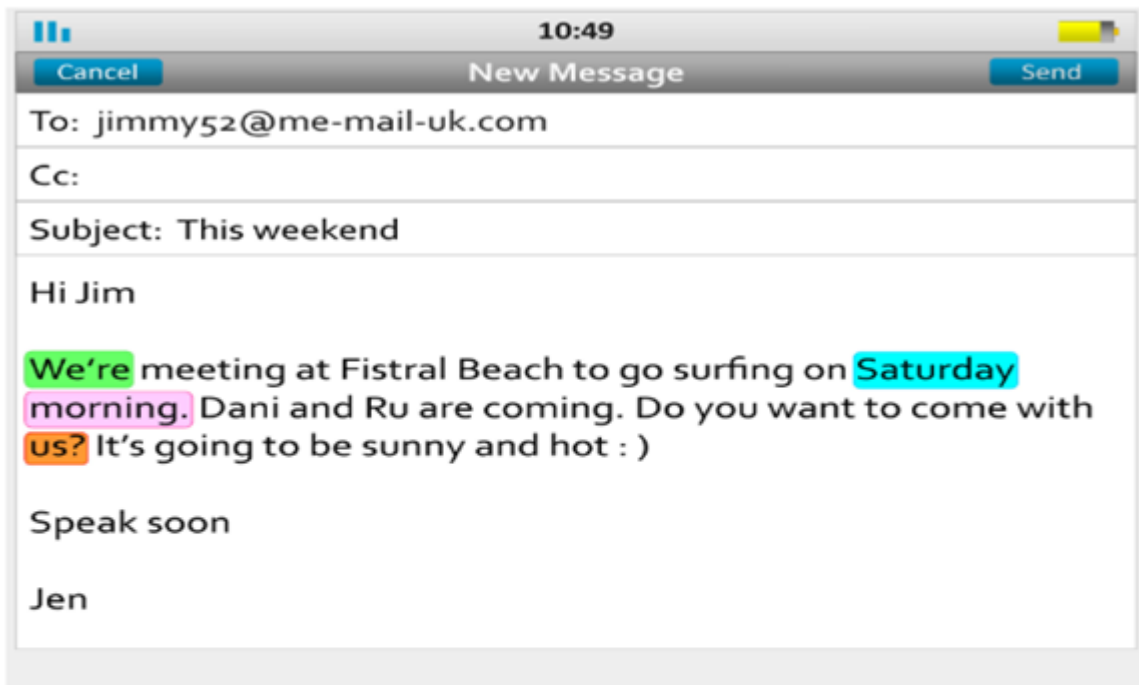 10:49
Cancel New Message Send
To: jimmy52@me-mail-uk.com
Cc:
Subject: This weekend
Hi Jim
We're meeting at Fistral Beach to go surfing on Saturday
morning. Dani and Ru are coming. Do you want to come with
us? It's going to be sunny and hot : )
Speak soon
Jen